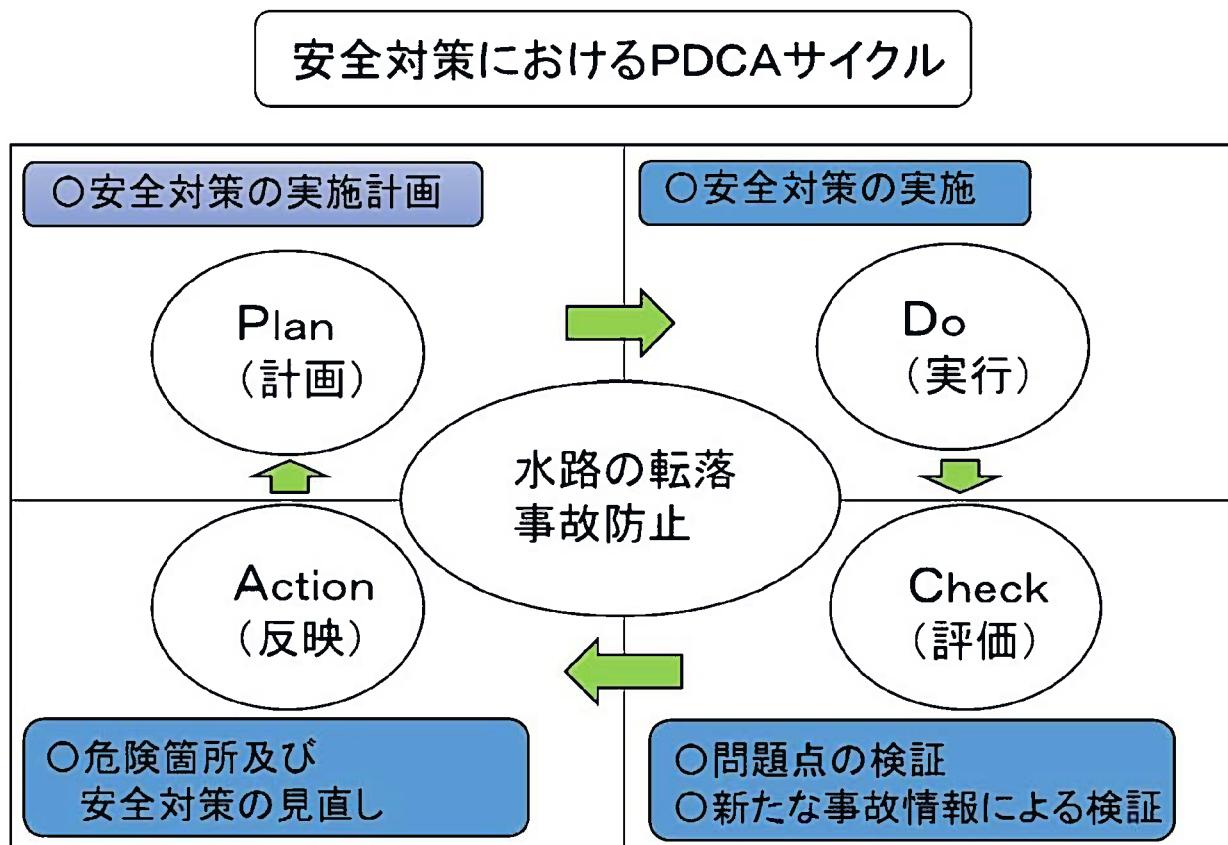 安全対策におけるPDCAサイクル
○安全対策の実施計画
○安全対策の実施
Plan
(計画)
Do
(実行)
水路の転落
事故防止
Action
(反映)
Check
(評価)
○危険箇所及び
安全対策の見直し
○問題点の検証
○新たな事故情報による検証